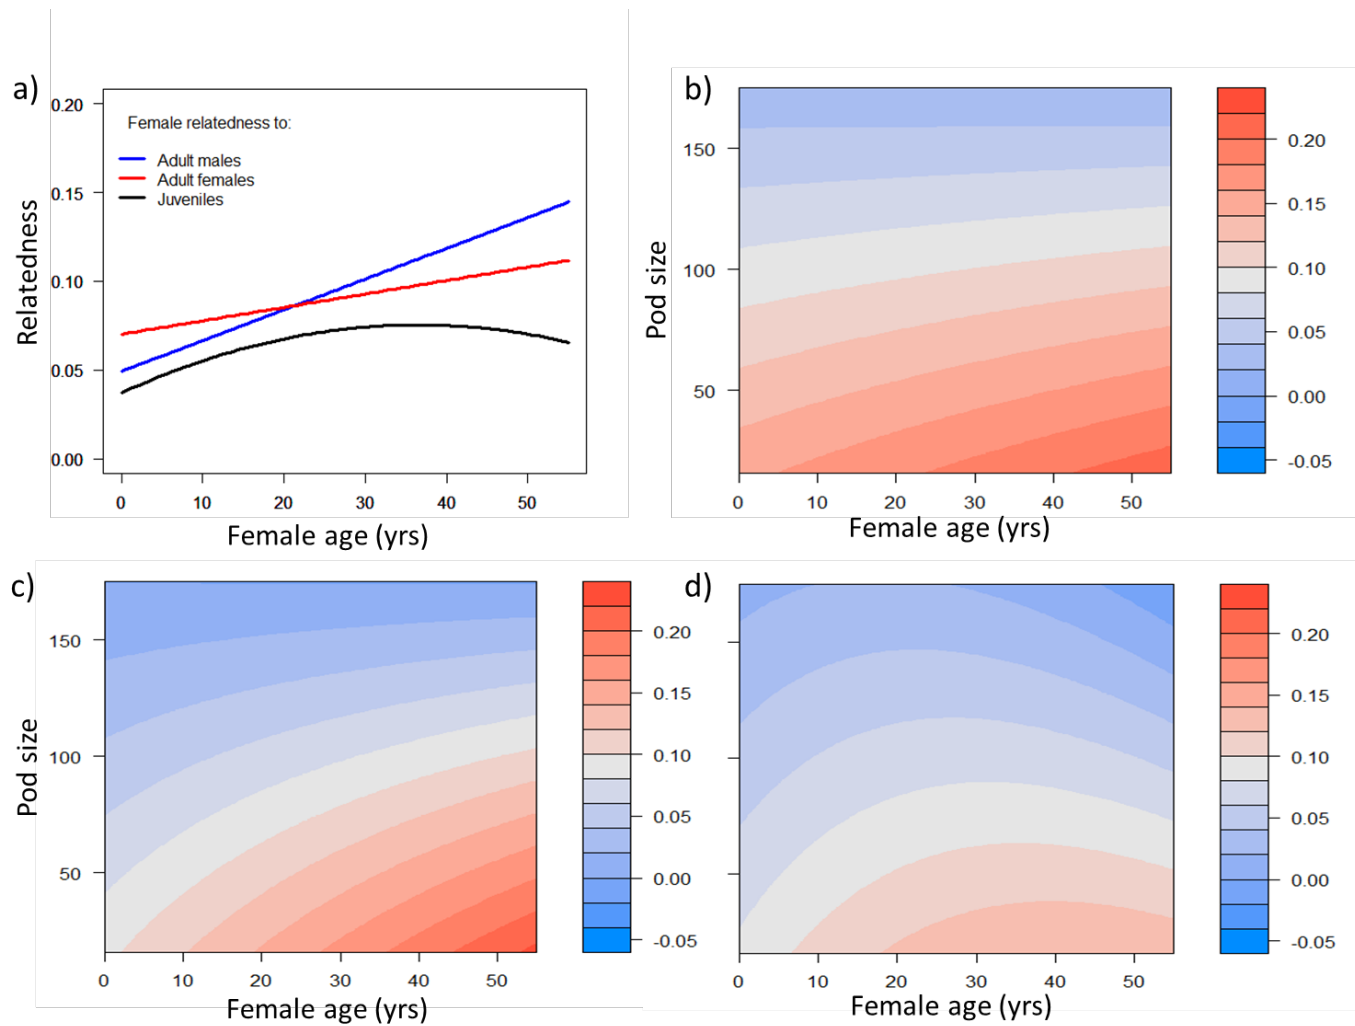 a)
0.20
0.15
0.10
0.05
0.00
Relatedness
Female relatedness to:
Adult males
Adult females
Juveniles
0 10 20 30 40 50
Female age (yrs)
b)
150
100
50
Pod size
0 10 20 30 40 50
Female age (yrs)
0.20
0.15
0.10
0.05
0.00
-0.05
c)
150
100
50
Pod size
0 10 20 30 40 50
Female age (yrs)
0.20
0.15
0.10
0.05
0.00
-0.05
d)
0 10 20 30 40 50
Female age (yrs)
0.20
0.15
0.10
0.05
0.00
-0.05